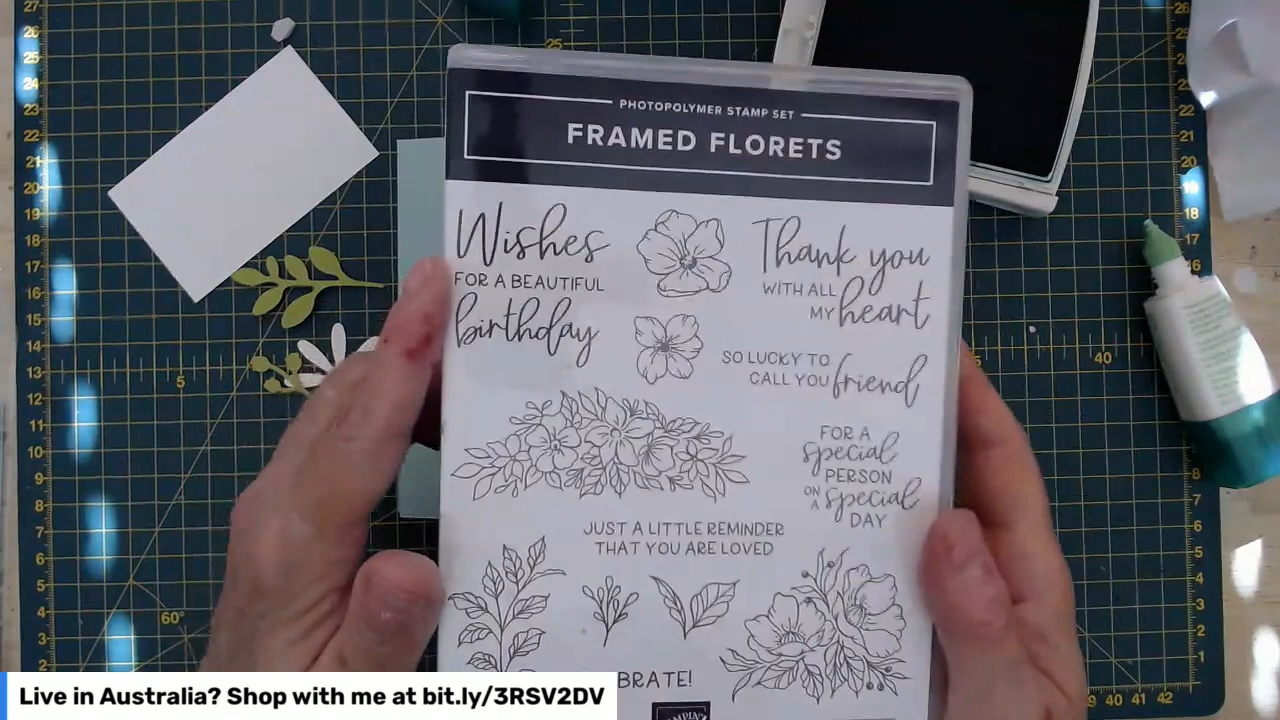 PHOTOPOLYMER STAMP SET
FRAMED FLORETS
Wishes
FOR A BEAUTIFUL
birthday
Thank you
WITH ALL
MY heart
SO LUCKY TO
CALL YOU friend
FOR A
special
PERSON
ON A special
DAY
JUST A LITTLE REMINDER
THAT YOU ARE LOVED
BRATE!
Live in Australia? Shop with me at bit.ly/3RSV2DV